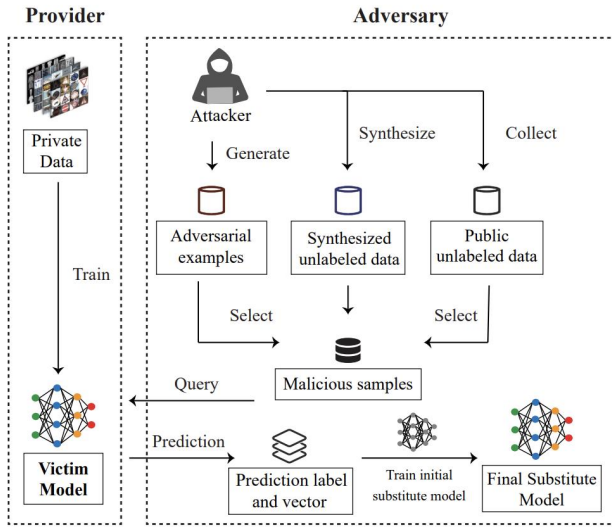 Provider
Adversary
Private
Data
Attacker
Generate
Synthesize
Collect
Adversarial
examples
Synthesized
unlabeled data
Public
unlabeled data
Train
Select
Select
Malicious samples
Query
Prediction
Victim
Model
Prediction label
and vector
Train initial
substitute model
Final Substitute
Model